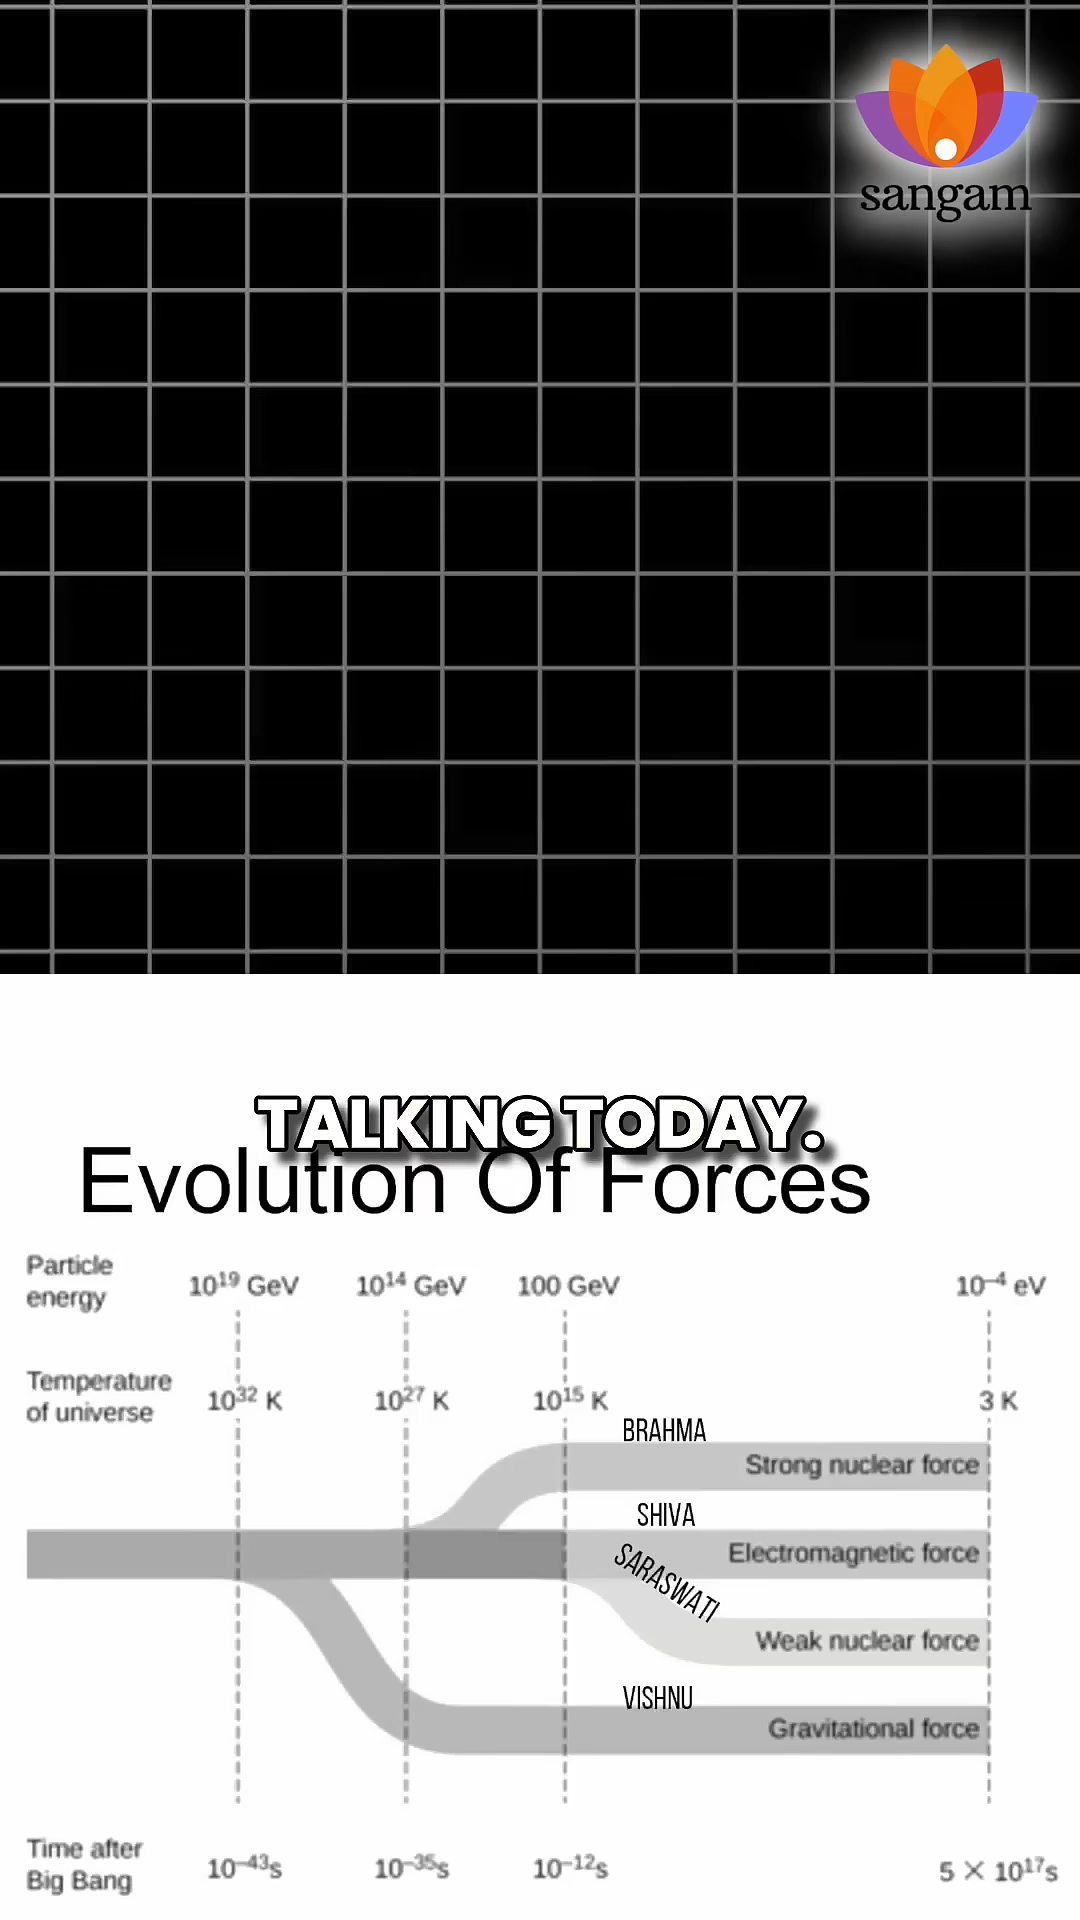 sangam
TALKING TODAY.
Evolution Of Forces
Particle
energy
10¹⁹ GeV
10¹⁴ GeV
100 GeV
10⁻⁴ eV
Temperature
of universe
10³² K
10²⁷ K
10¹⁵ K
3 K
BRAHMA
Strong nuclear force
SHIVA
Electromagnetic force
SARASWATI
Weak nuclear force
VISHNU
Gravitational force
Time after
Big Bang
10⁻⁴³s
10⁻³⁵s
10⁻¹²s
5 × 10¹⁷s